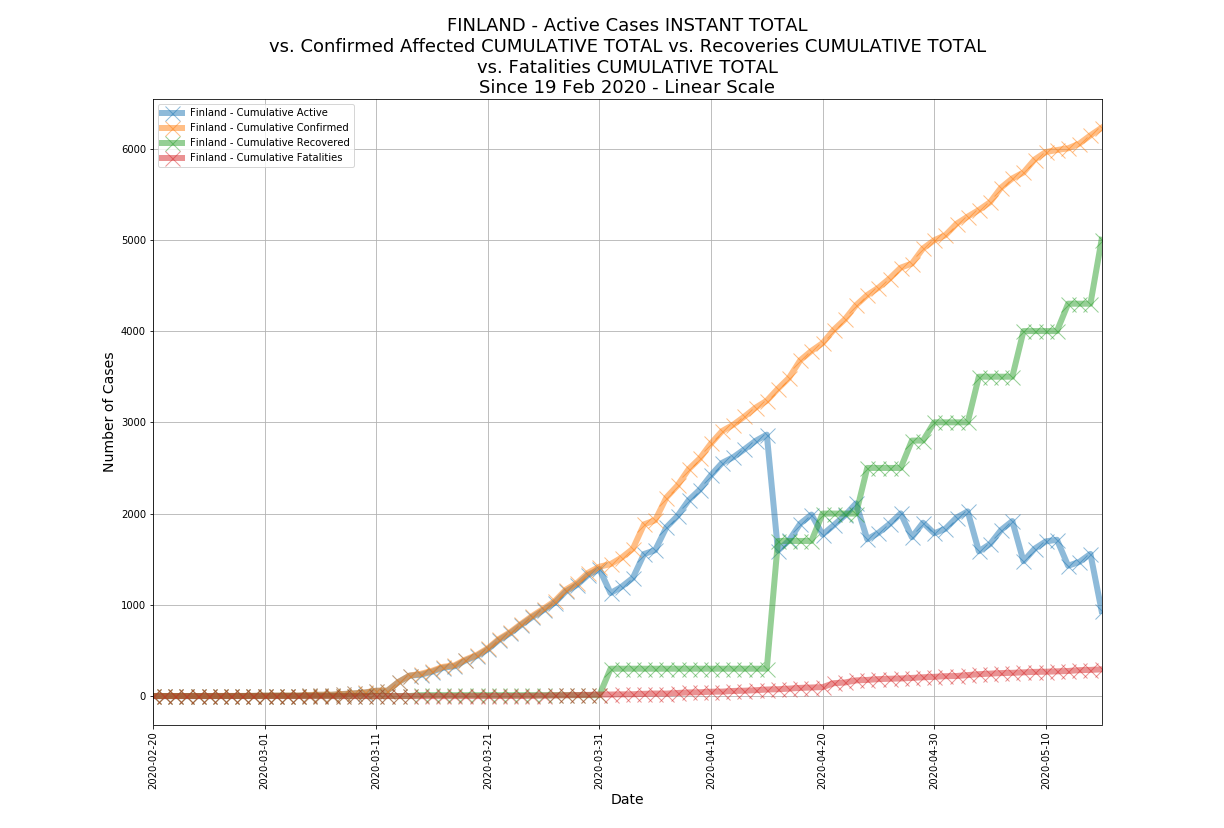 FINLAND - Active Cases INSTANT TOTAL
vs. Confirmed Affected CUMULATIVE TOTAL vs. Recoveries CUMULATIVE TOTAL
vs. Fatalities CUMULATIVE TOTAL
Since 19 Feb 2020 - Linear Scale
Finland - Cumulative Active
Finland - Cumulative Confirmed
Finland - Cumulative Recovered
Finland - Cumulative Fatalities
Number of Cases
6000
5000
4000
3000
2000
1000
0
2020-02-20
2020-03-01
2020-03-11
2020-03-21
2020-03-31
2020-04-10
2020-04-20
2020-04-30
2020-05-10
Date